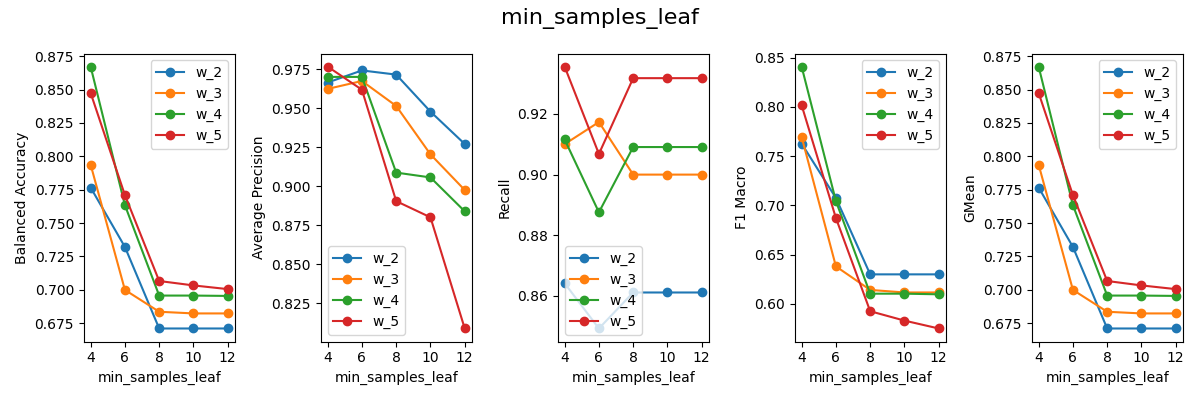 min_samples_leaf
Balanced Accuracy
0.875
0.850
0.825
0.800
0.775
0.750
0.725
0.700
0.675
4 6 8 10 12
min_samples_leaf
w_2
w_3
w_4
w_5
Average Precision
0.975
0.950
0.925
0.900
0.875
0.850
0.825
4 6 8 10 12
min_samples_leaf
w_2
w_3
w_4
w_5
Recall
0.92
0.90
0.88
0.86
4 6 8 10 12
min_samples_leaf
w_2
w_3
w_4
w_5
F1 Macro
0.85
0.80
0.75
0.70
0.65
0.60
4 6 8 10 12
min_samples_leaf
w_2
w_3
w_4
w_5
GMean
0.875
0.850
0.825
0.800
0.775
0.750
0.725
0.700
0.675
4 6 8 10 12
min_samples_leaf
w_2
w_3
w_4
w_5